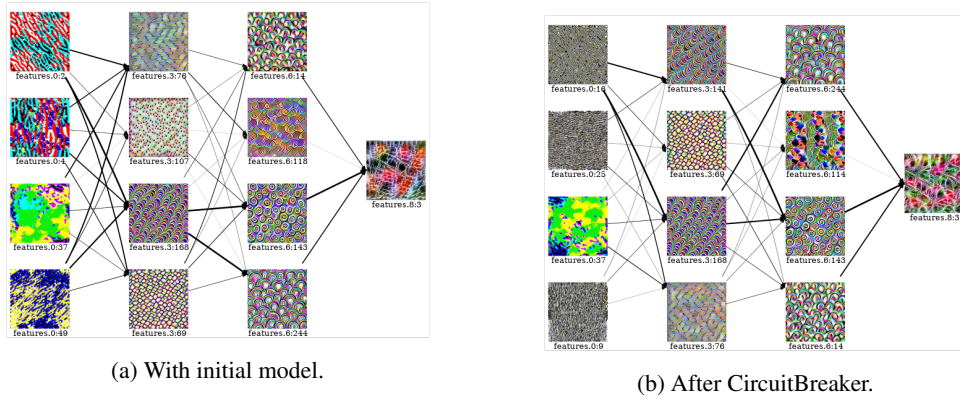 features.0:2
features.3:76
features.6:14
features.0:4
features.3:107
features.6:118
features.8:3
features.0:37
features.3:168
features.6:143
features.0:49
features.3:69
features.6:244
(a) With initial model.
features.0:16
features.3:141
features.6:244
features.0:25
features.3:69
features.6:114
features.8:3
features.0:37
features.3:168
features.6:143
features.0:9
features.3:76
features.6:14
(b) After CircuitBreaker.